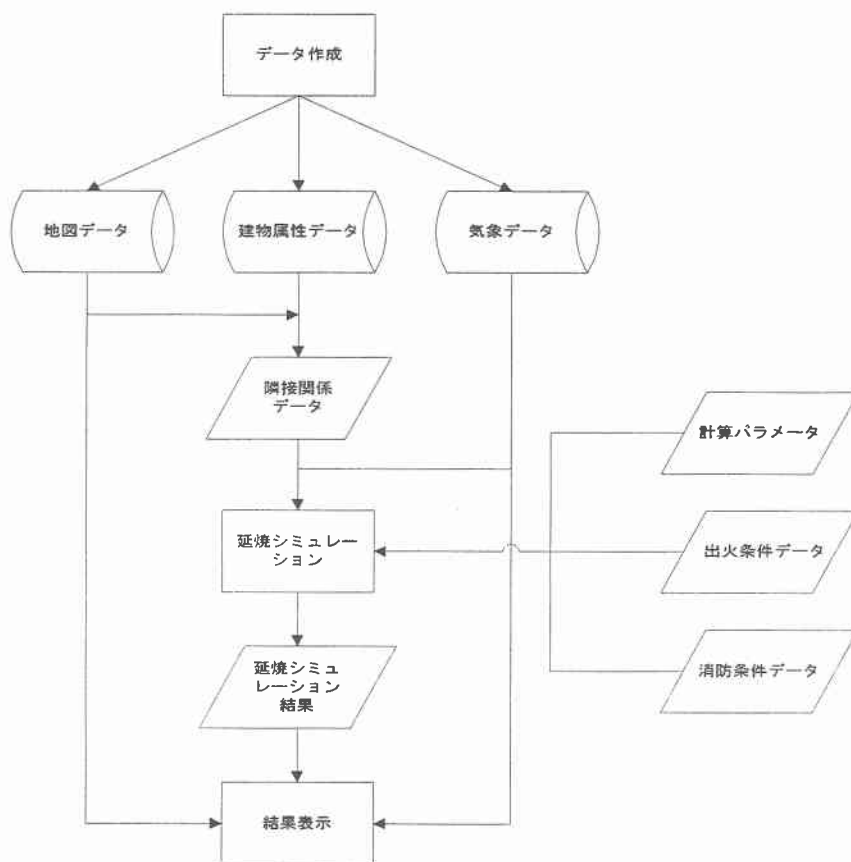 データ作成
地図データ
建物属性データ
気象データ
隣接関係
データ
計算パラメータ
延焼シミュレー
ション
出火条件データ
延焼シミュ
レーション
結果
消防条件データ
結果表示